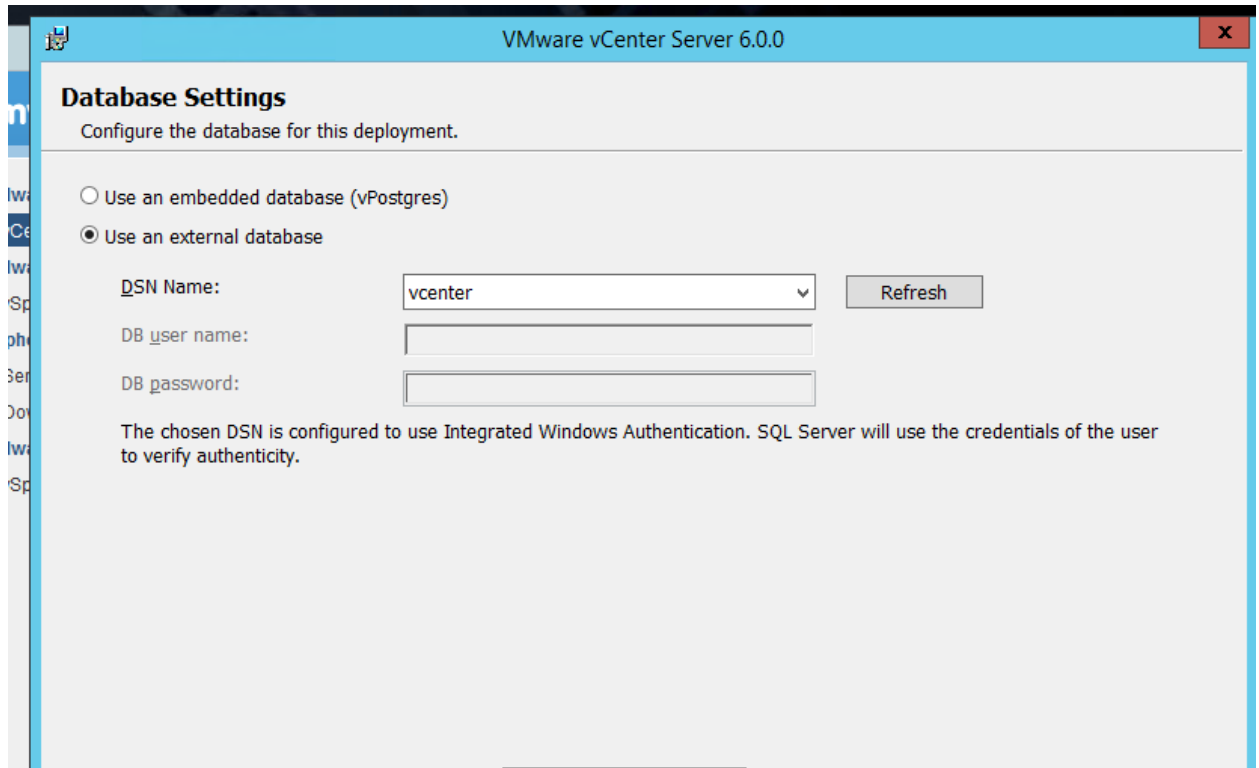 VMware vCenter Server 6.0.0
x
Database Settings
Configure the database for this deployment.
Use an embedded database (vPostgres)
Use an external database
DSN Name:
vcenter
Refresh
DB user name:
DB password:
The chosen DSN is configured to use Integrated Windows Authentication. SQL Server will use the credentials of the user
to verify authenticity.